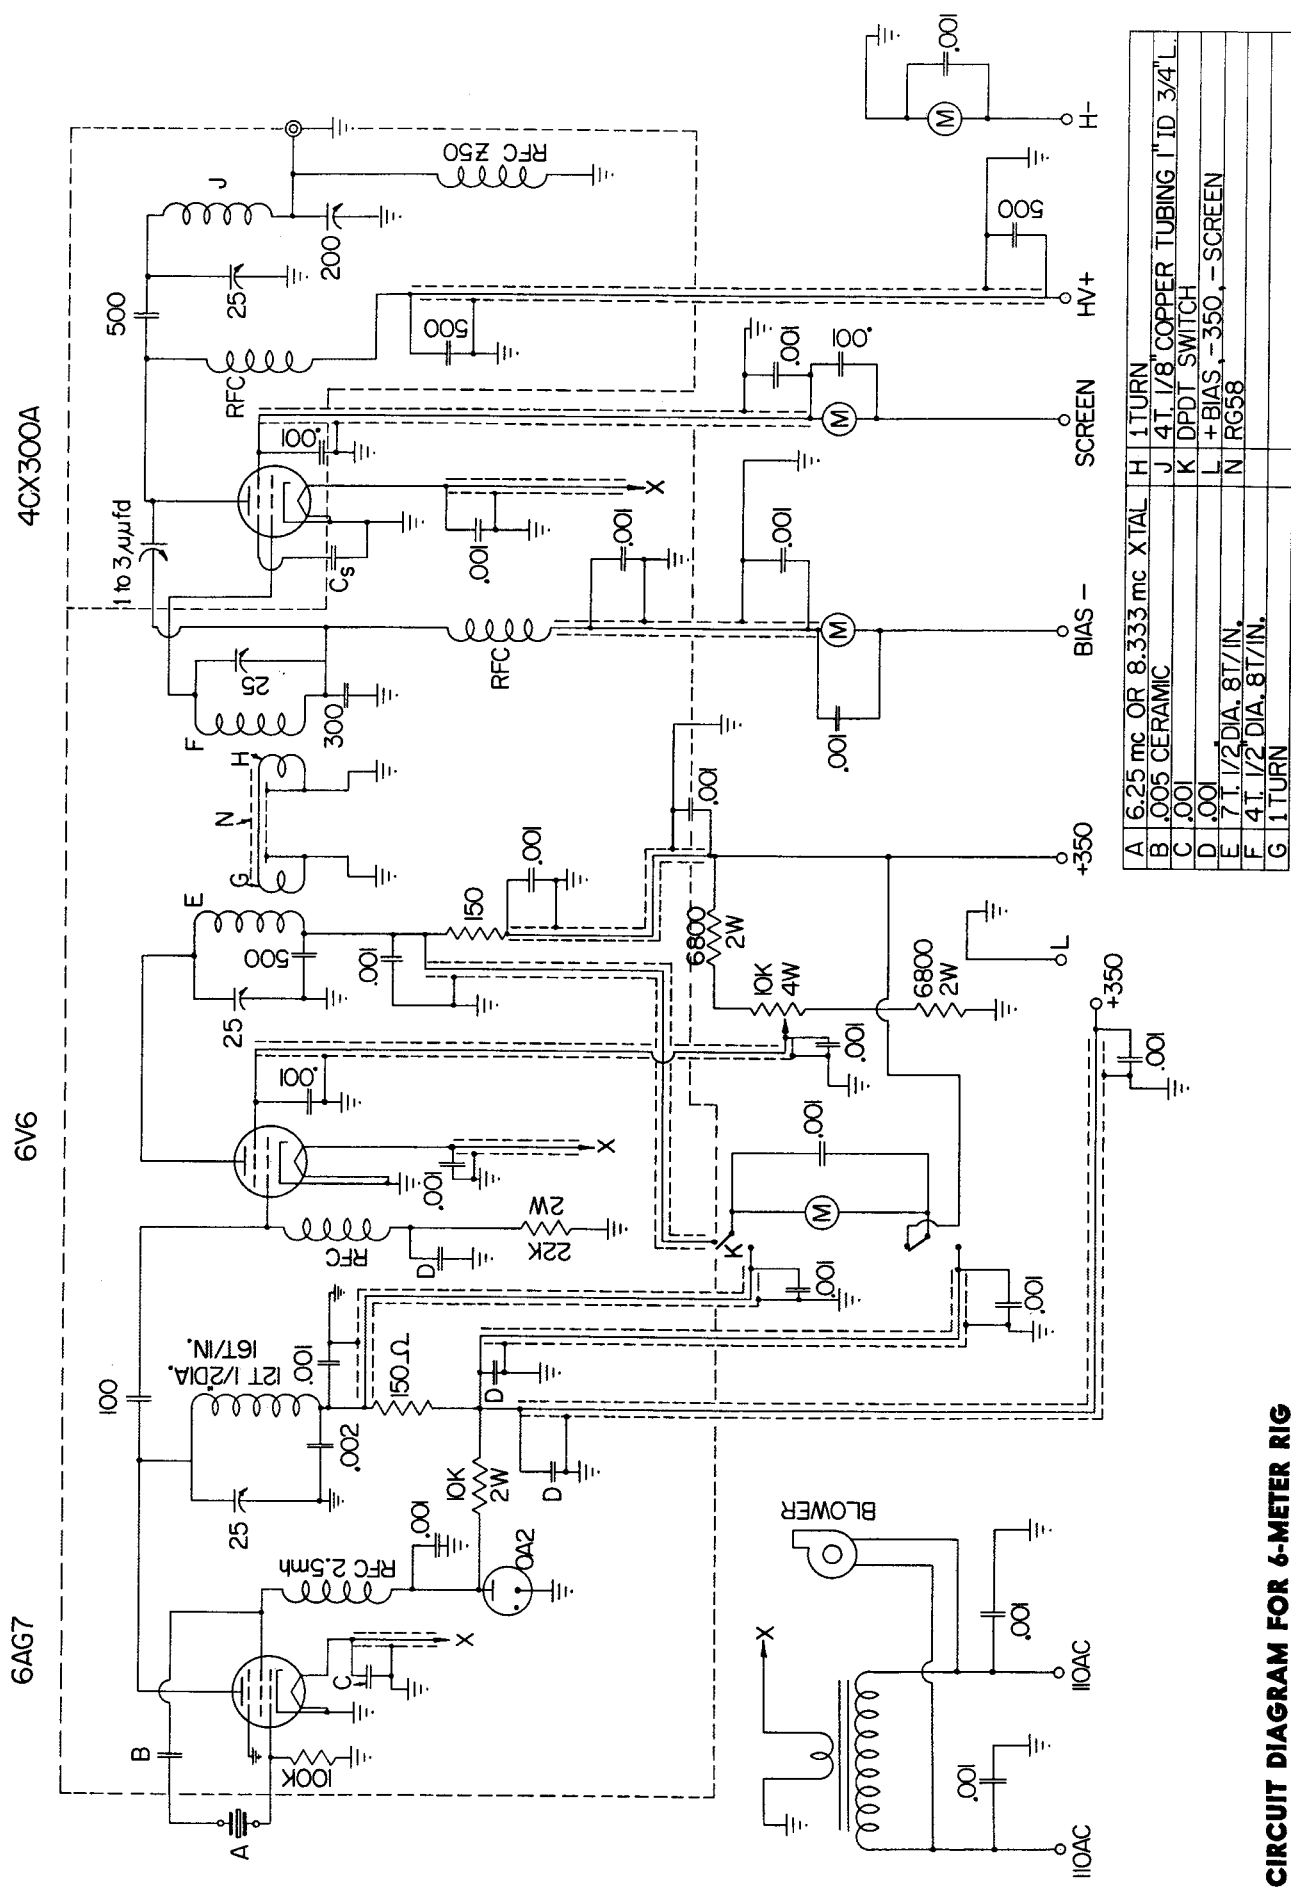 6AG7
6V6
4CX300A
A
B
100K
C
X
RFC 2.5mh
.001
0A2
10K
2W
25
.002
12T 1/2"DIA.
16T/IN.
.001
150Ω
D
D
100
RFC
D
22K
2W
.001
X
.001
25
500
E
.001
150
.001
G
N
H
F
25
300
1 to 3 µµfd
Cs
.001
.001
X
RFC
.001
RFC
500
500
25
J
200
RFC Z50
K
M
.001
.001
.001
.001
10K
4W
6800
2W
6800
2W
.001
L
+350
.001
+350
.001
M
.001
BIAS -
.001
.001
M
SCREEN
500
HV+
M
.001
H-
X
BLOWER
.001
.001
110AC
110AC
A 6.25 mc OR 8.333 mc XTAL H 1 TURN
B .005 CERAMIC J 4T. 1/8" COPPER TUBING 1" ID 3/4" L.
C .001 K DPDT SWITCH
D .001 L +BIAS, -350, -SCREEN
E 7T. 1/2" DIA. 8T/IN. N RG58
F 4T. 1/2" DIA. 8T/IN.
G 1 TURN
CIRCUIT DIAGRAM FOR 6-METER RIG